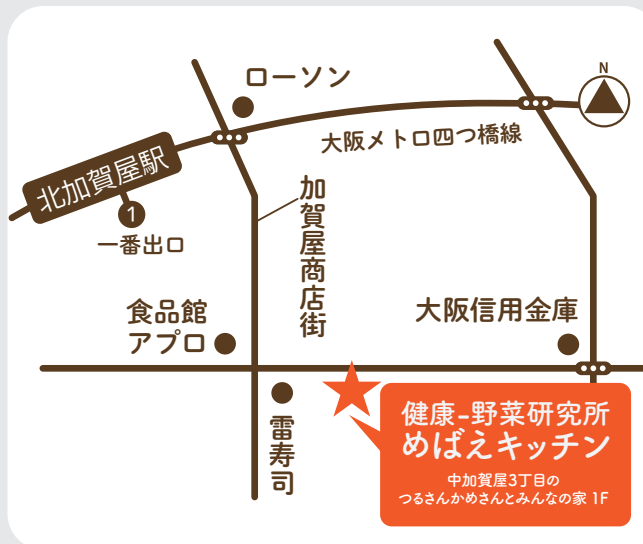 N
ローソン
大阪メトロ四つ橋線
北加賀屋駅
1
一番出口
加賀屋商店街
食品館
アプロ
大阪信用金庫
雷寿司
健康-野菜研究所
めばえキッチン
中加賀屋3丁目の
つるさんかめさんとみんなの家 1F